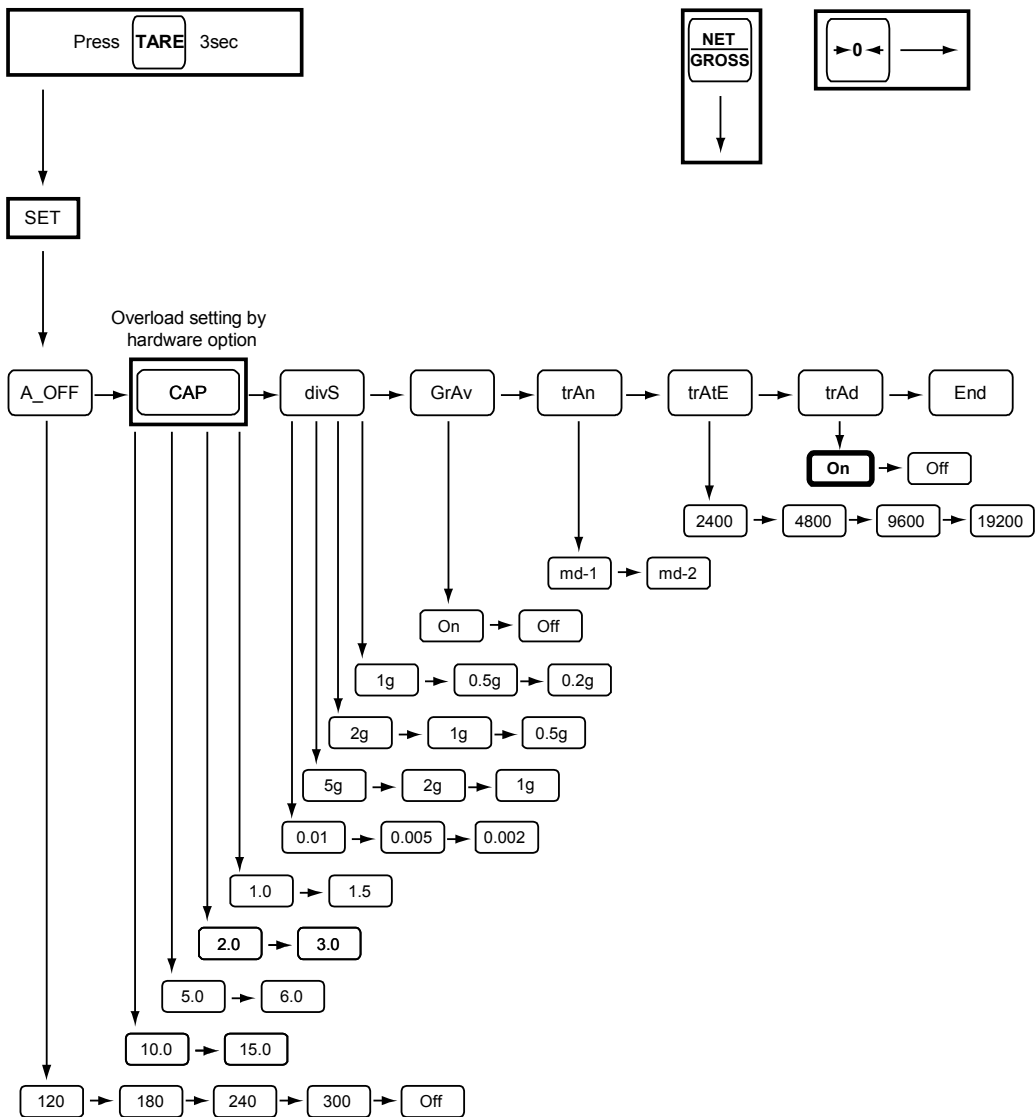 Press TARE 3sec
NET
GROSS
0
SET
Overload setting by
hardware option
A_OFF CAP divS GrAv trAn trAtE trAd End
On Off
2400 4800 9600 19200
md-1 md-2
On Off
1g 0.5g 0.2g
2g 1g 0.5g
5g 2g 1g
0.01 0.005 0.002
1.0 1.5
2.0 3.0
5.0 6.0
10.0 15.0
120 180 240 300 Off